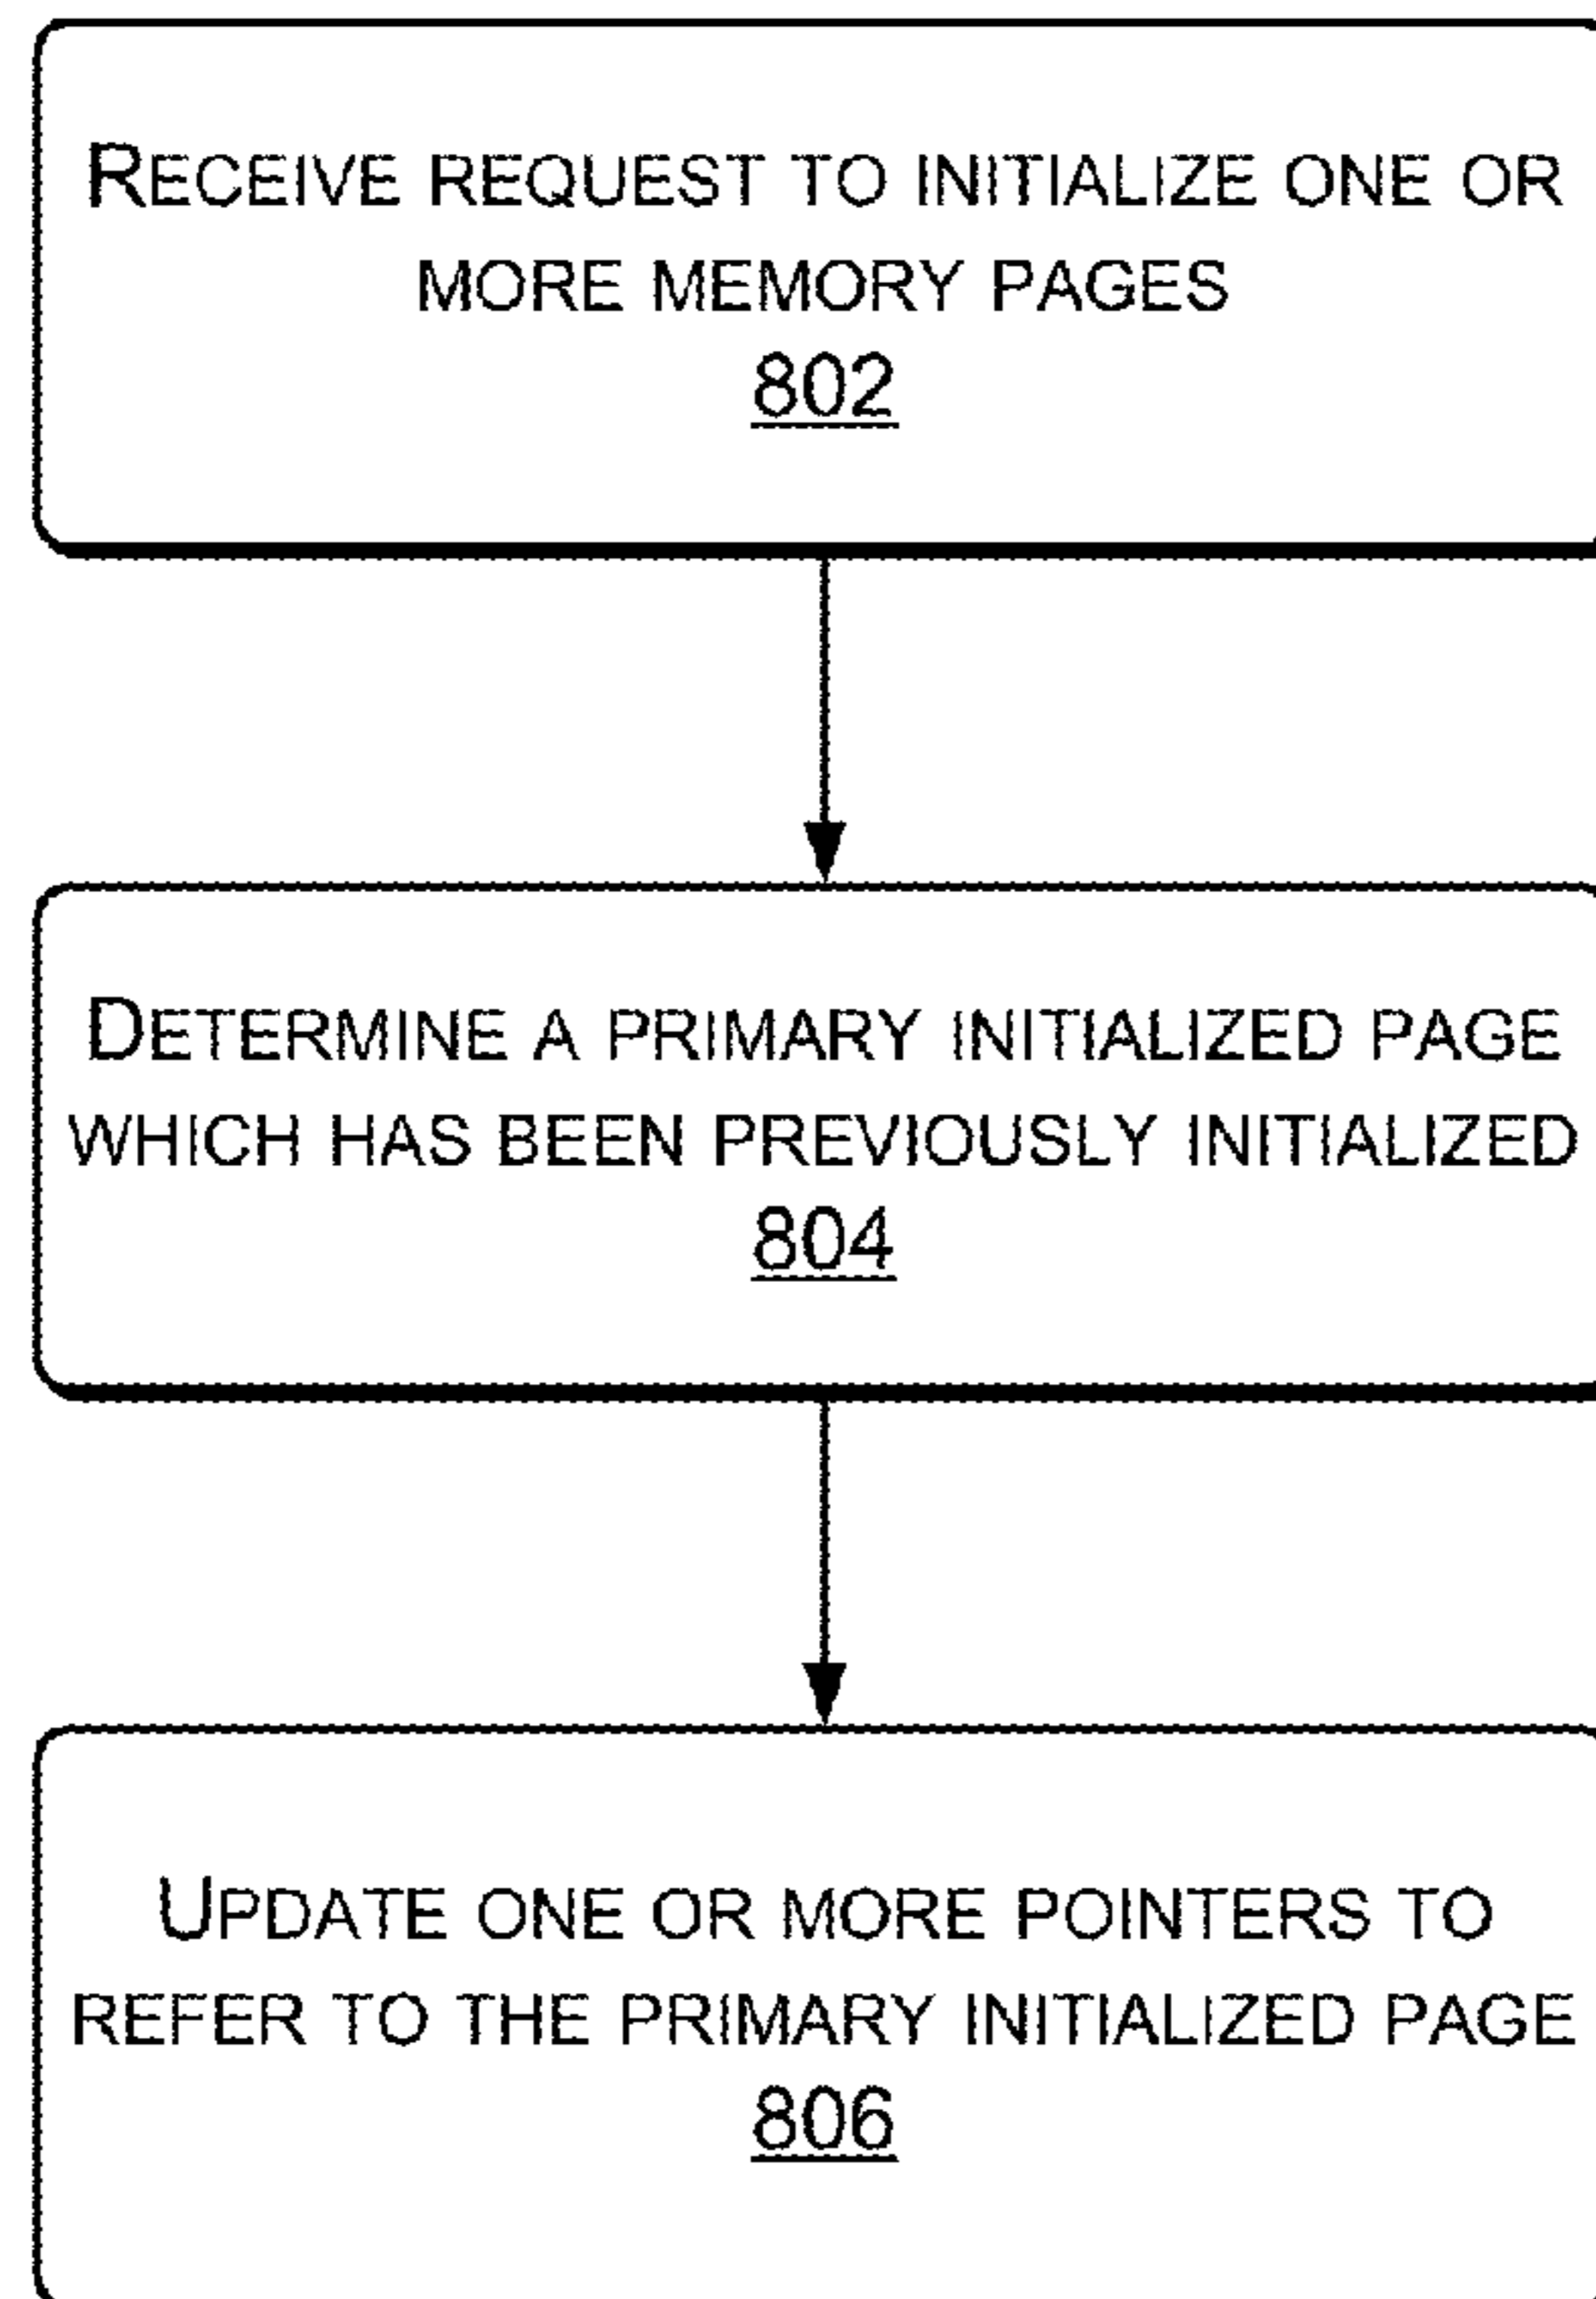 RECEIVE REQUEST TO INITIALIZE ONE OR
MORE MEMORY PAGES
802
DETERMINE A PRIMARY INITIALIZED PAGE
WHICH HAS BEEN PREVIOUSLY INITIALIZED
804
UPDATE ONE OR MORE POINTERS TO
REFER TO THE PRIMARY INITIALIZED PAGE
806